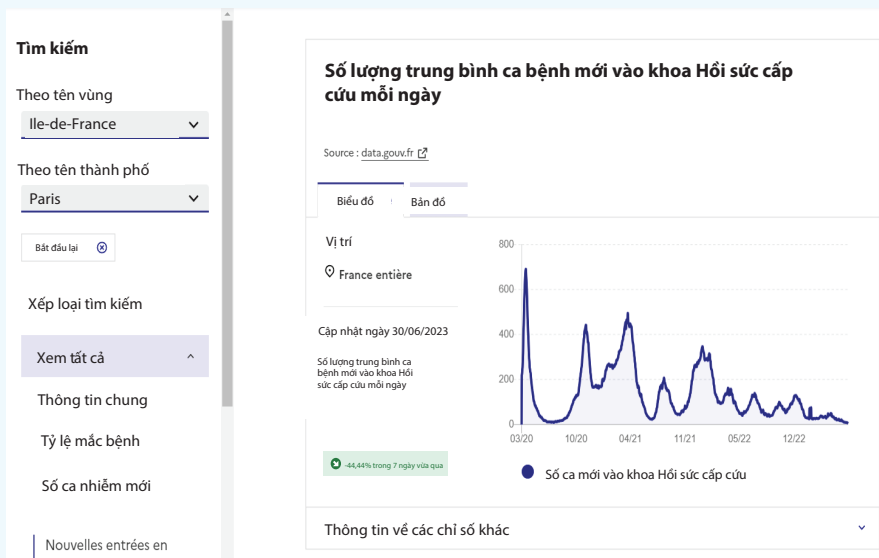 Tìm kiếm
Theo tên vùng
Ile-de-France
Theo tên thành phố
Paris
Bắt đầu lại
Xếp loại tìm kiếm
Xem tất cả
Thông tin chung
Tỷ lệ mắc bệnh
Số ca nhiễm mới
Nouvelles entrées en
Số lượng trung bình ca bệnh mới vào khoa Hồi sức cấp
cứu mỗi ngày
Source : data.gouv.fr
Biểu đồ
Bản đồ
Vị trí
France entière
Cập nhật ngày 30/06/2023
Số lượng trung bình ca
bệnh mới vào khoa Hồi
sức cấp cứu mỗi ngày
-44,44% trong 7 ngày vừa qua
800
600
400
200
0
03/20 10/20 04/21 11/21 05/22 12/22
Số ca mới vào khoa Hồi sức cấp cứu
Thông tin về các chỉ số khác